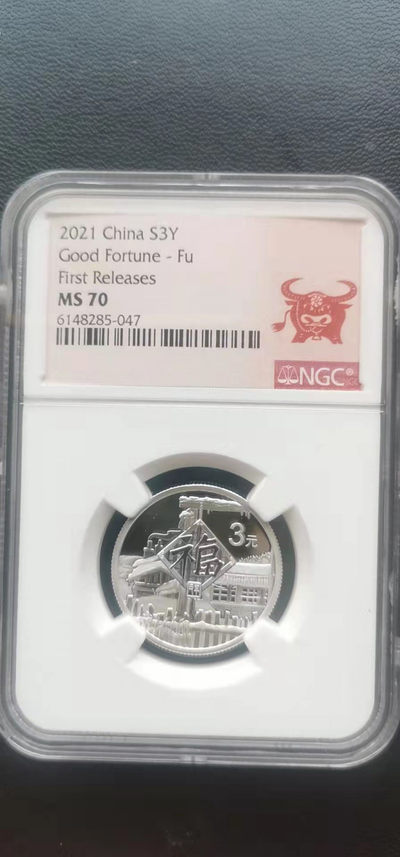 2021 China S3Y
Good Fortune - Fu
First Releases
MS 70
6148285-047
NGC®
3元
福